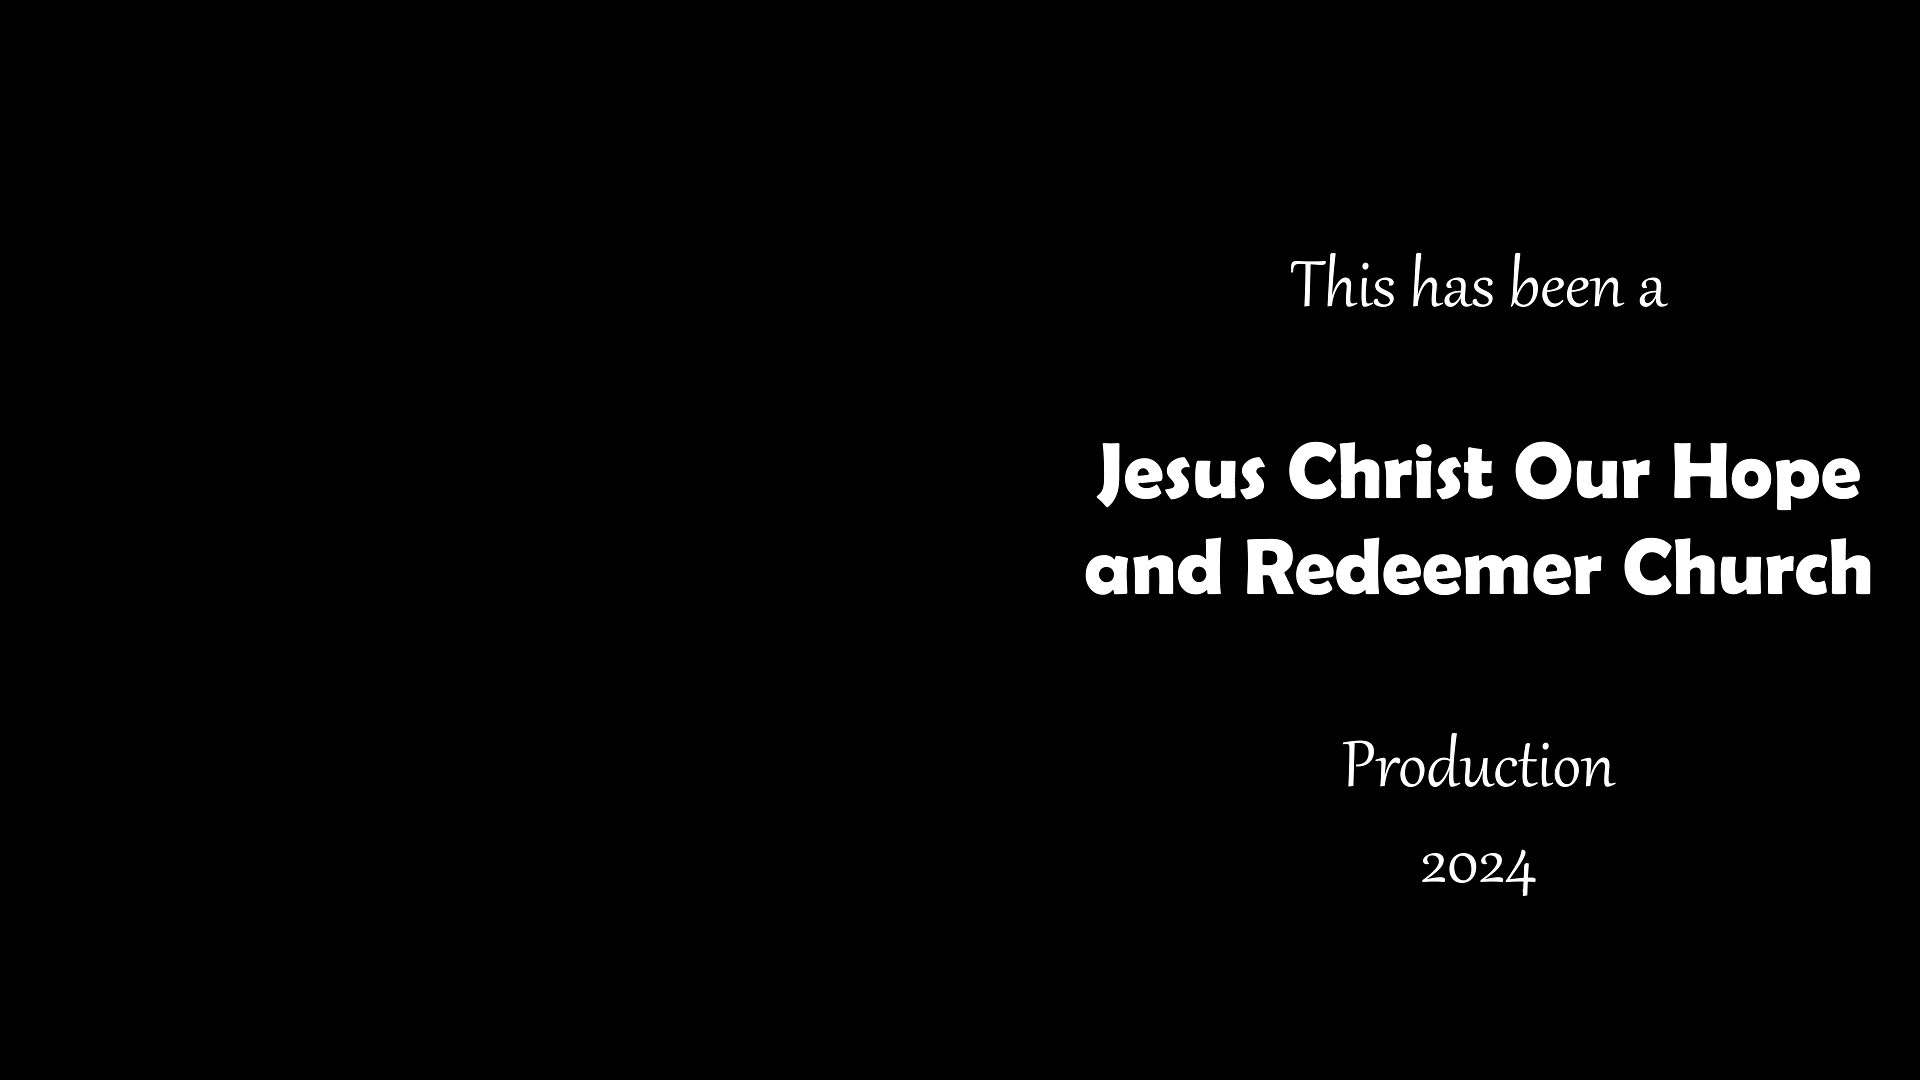 This has been a
Jesus Christ Our Hope
and Redeemer Church
Production
2024